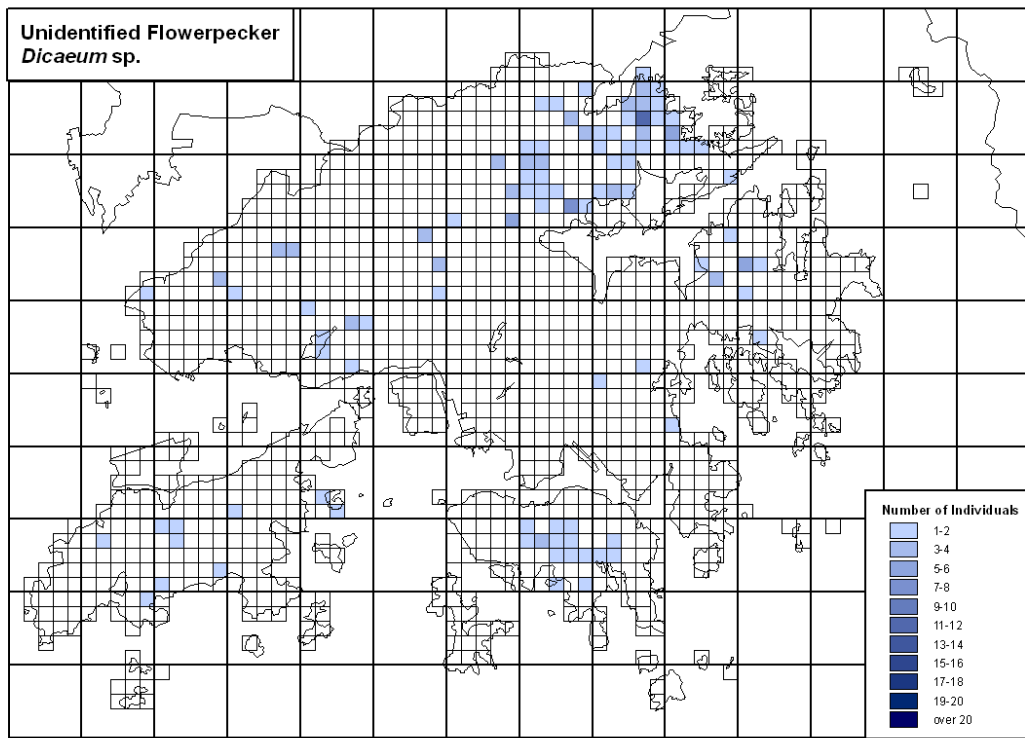 Unidentified Flowerpecker
Dicaeum sp.
Number of Individuals
1-2
3-4
5-6
7-8
9-10
11-12
13-14
15-16
17-18
19-20
over 20